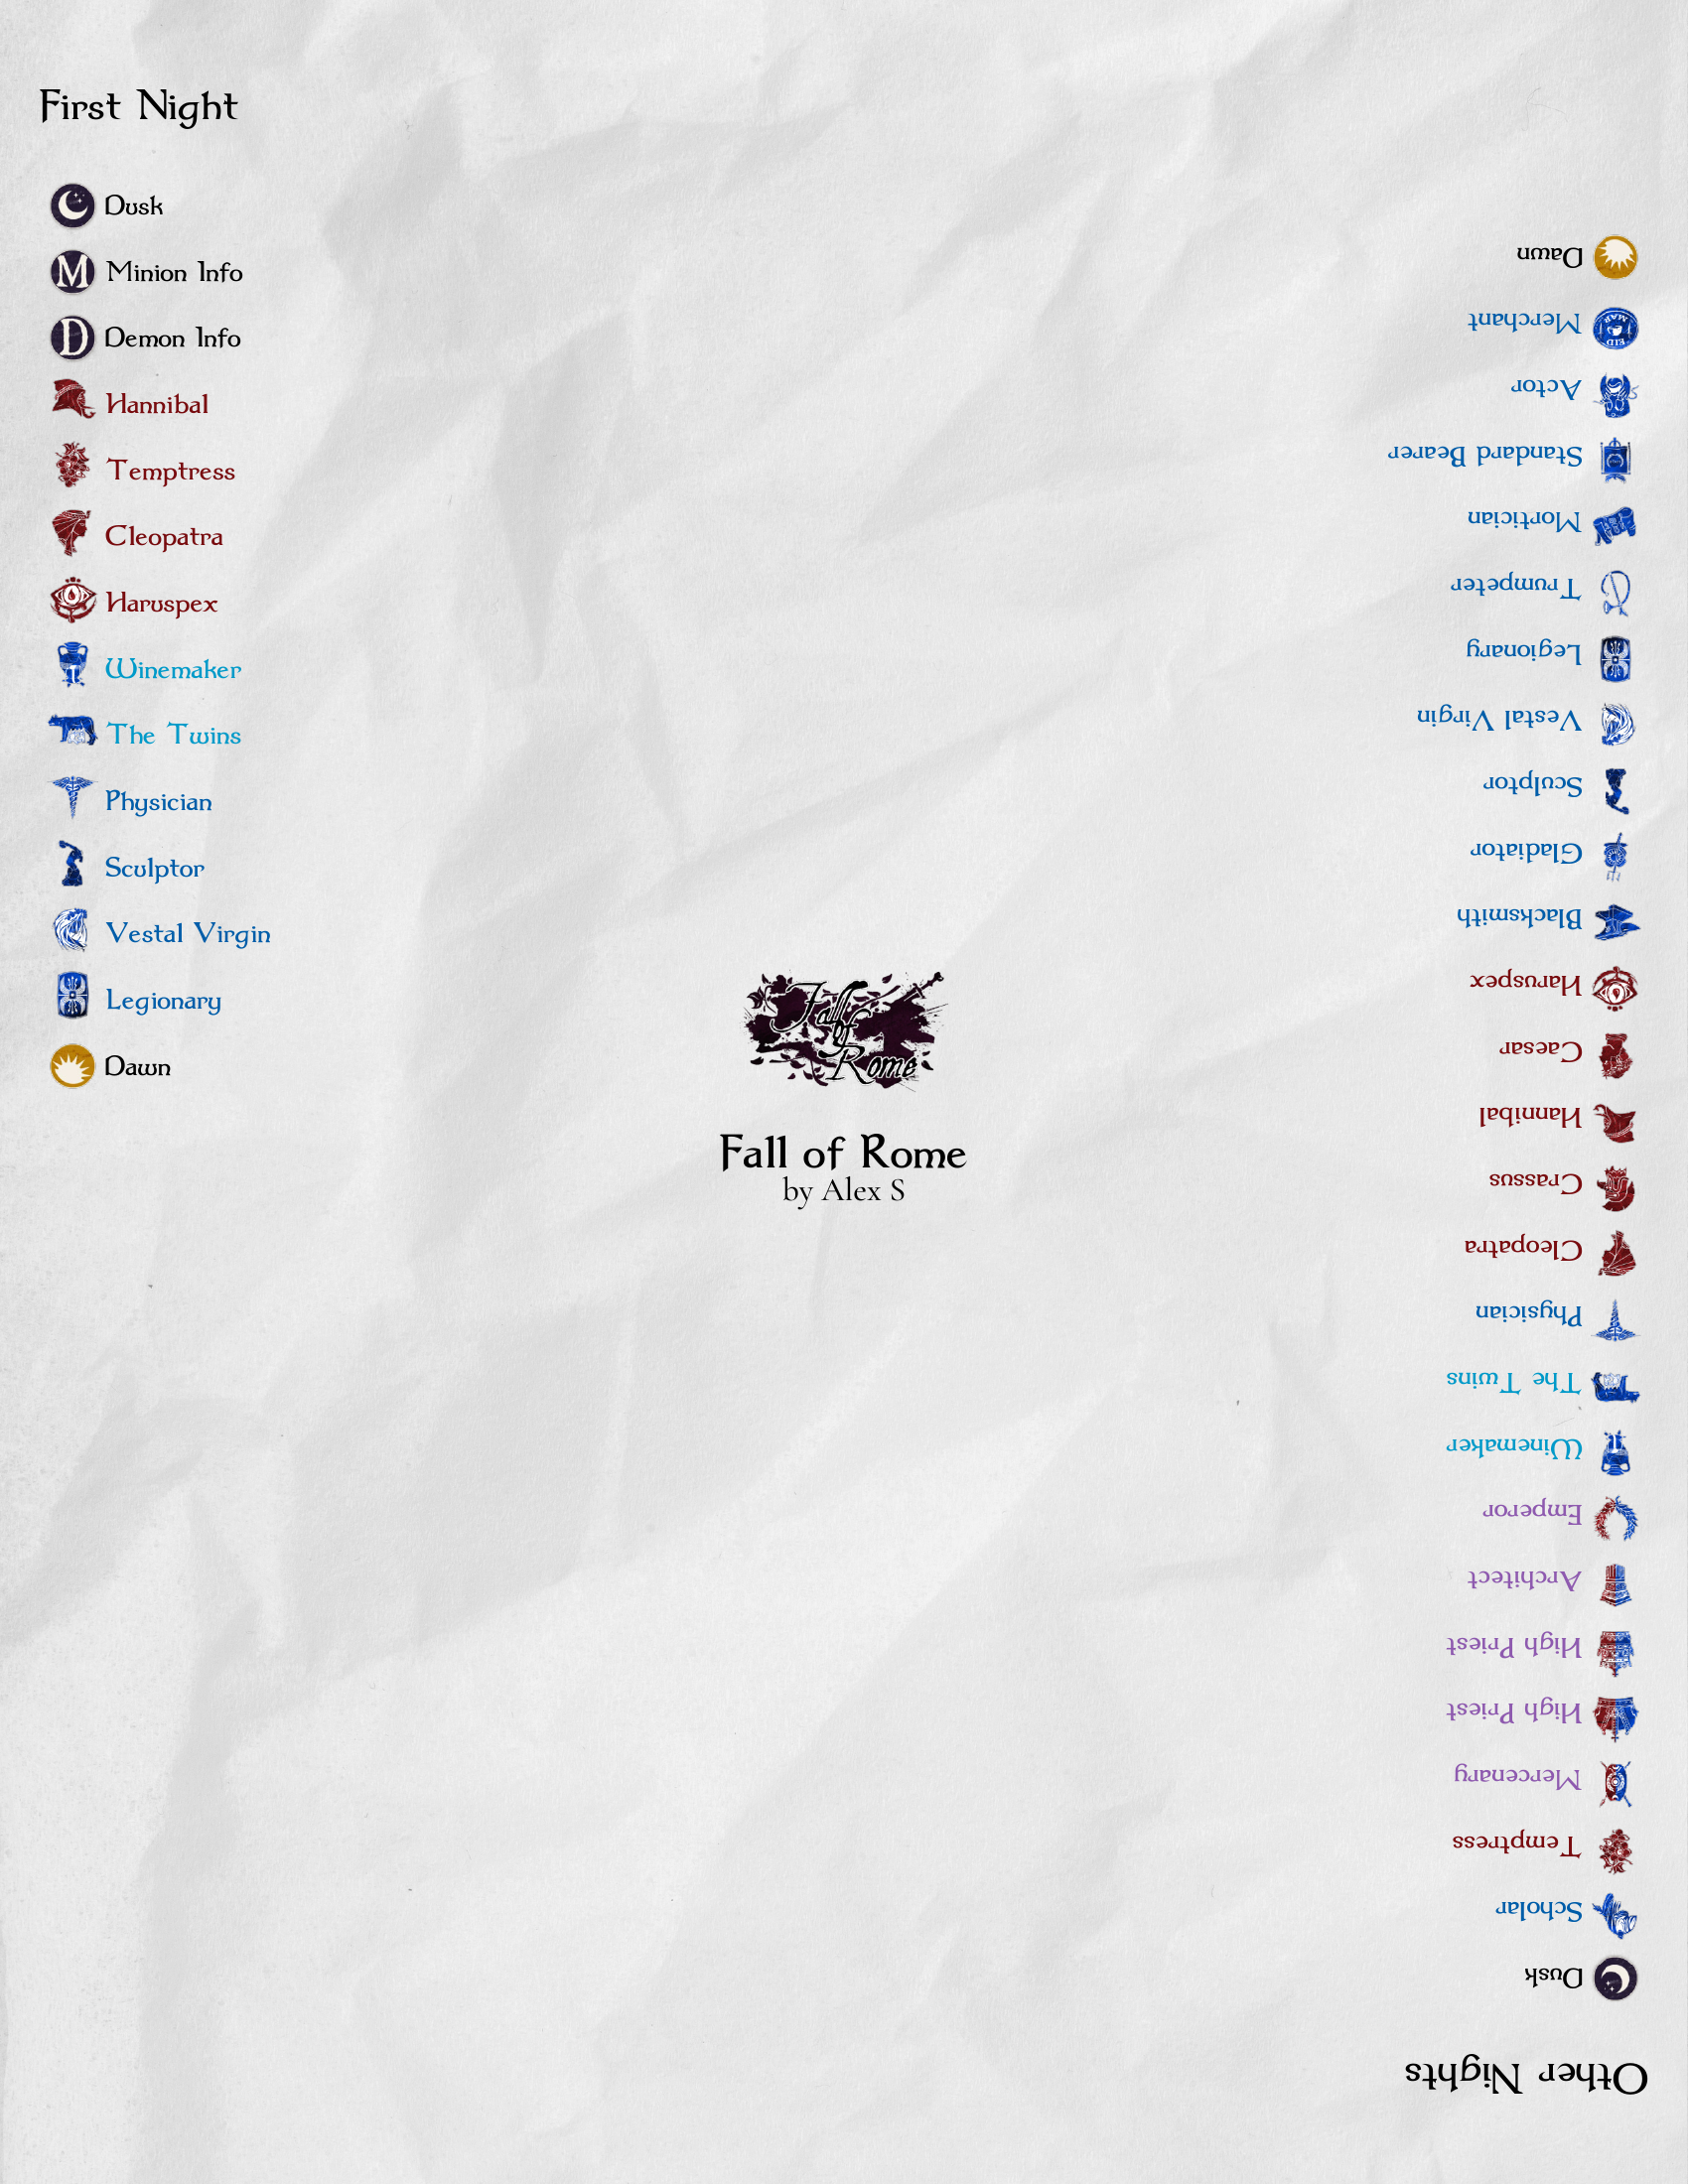 First Night
Dusk
Minion Info
Demon Info
Hannibal
Temptress
Cleopatra
Haruspex
Winemaker
The Twins
Physician
Sculptor
Vestal Virgin
Legionary
Dawn
Fall
of
Rome
Fall of Rome
by Alex S
Other Nights
Dusk
Scholar
Temptress
Mercenary
High Priest
High Priest
Architect
Emperor
Winemaker
The Twins
Physician
Cleopatra
Crassus
Hannibal
Caesar
Haruspex
Blacksmith
Gladiator
Sculptor
Vestal Virgin
Legionary
Trumpeter
Mortician
Standard Bearer
Actor
Merchant
EID
MAR
Dawn